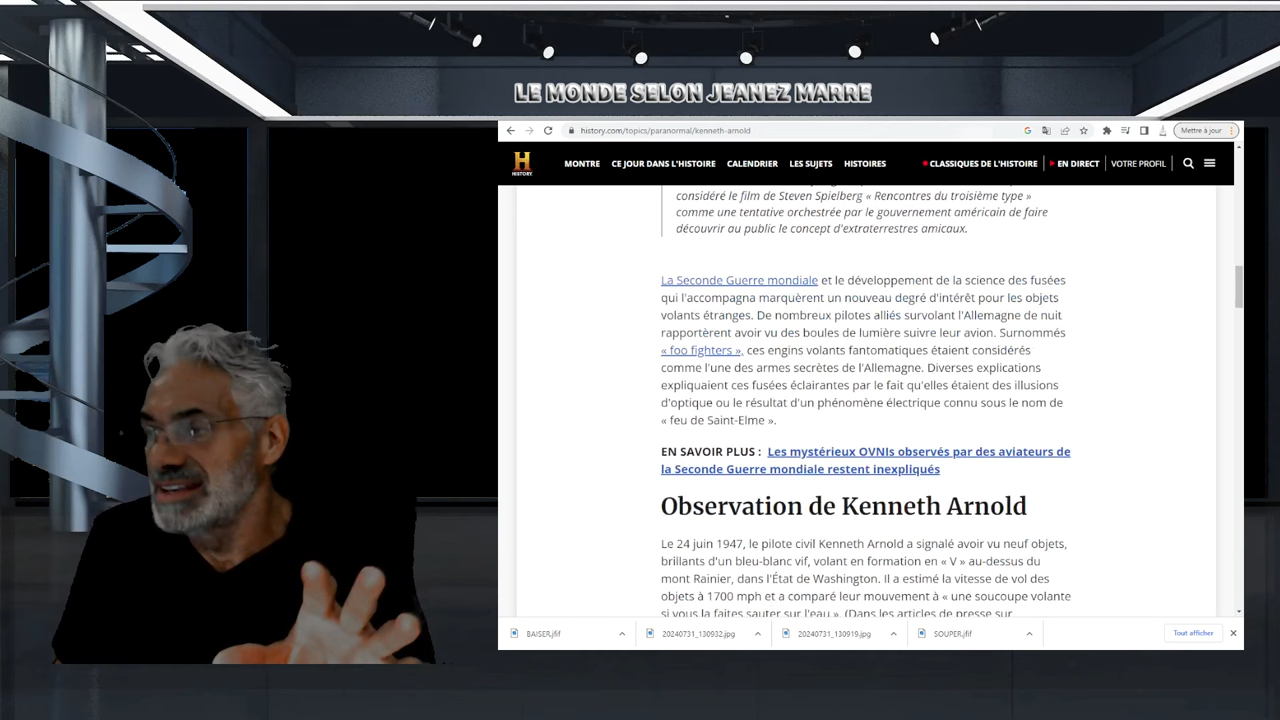 LE MONDE SELON JEANEZ MARRE
history.com/topics/paranormal/kenneth-arnold
Mettre à jour
H
HISTORY.
MONTRE
CE JOUR DANS L'HISTOIRE
CALENDRIER
LES SUJETS
HISTOIRES
CLASSIQUES DE L'HISTOIRE
EN DIRECT
VOTRE PROFIL
considéré le film de Steven Spielberg « Rencontres du troisième type »
comme une tentative orchestrée par le gouvernement américain de faire
découvrir au public le concept d'extraterrestres amicaux.
La Seconde Guerre mondiale et le développement de la science des fusées
qui l'accompagna marquèrent un nouveau degré d'intérêt pour les objets
volants étranges. De nombreux pilotes alliés survolant l'Allemagne de nuit
rapportèrent avoir vu des boules de lumière suivre leur avion. Surnommés
« foo fighters », ces engins volants fantomatiques étaient considérés
comme l'une des armes secrètes de l'Allemagne. Diverses explications
expliquaient ces fusées éclairantes par le fait qu'elles étaient des illusions
d'optique ou le résultat d'un phénomène électrique connu sous le nom de
« feu de Saint-Elme ».
EN SAVOIR PLUS : Les mystérieux OVNIs observés par des aviateurs de
la Seconde Guerre mondiale restent inexpliqués
Observation de Kenneth Arnold
Le 24 juin 1947, le pilote civil Kenneth Arnold a signalé avoir vu neuf objets,
brillants d'un bleu-blanc vif, volant en formation en « V » au-dessus du
mont Rainier, dans l'État de Washington. Il a estimé la vitesse de vol des
objets à 1700 mph et a comparé leur mouvement à « une soucoupe volante
si vous la faites sauter sur l'eau ». (Dans les articles de presse sur
BAISER.jfif
20240731_130932.jpg
20240731_130919.jpg
SOUPER.jfif
Tout afficher